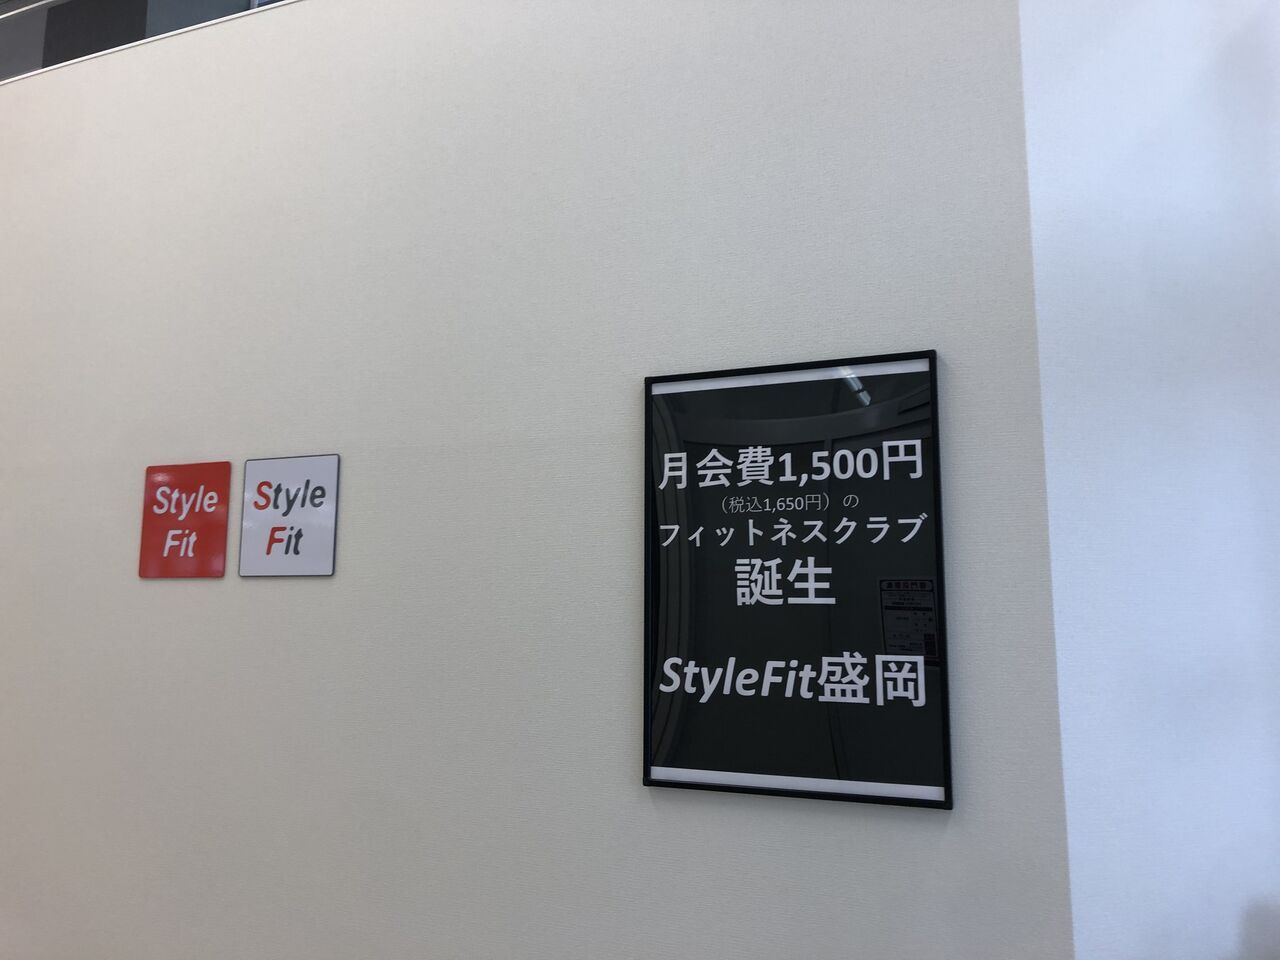 Style
Fit
Style
Fit
月会費1,500円
（税込1,650円）の
フィットネスクラブ
誕生
StyleFit盛岡